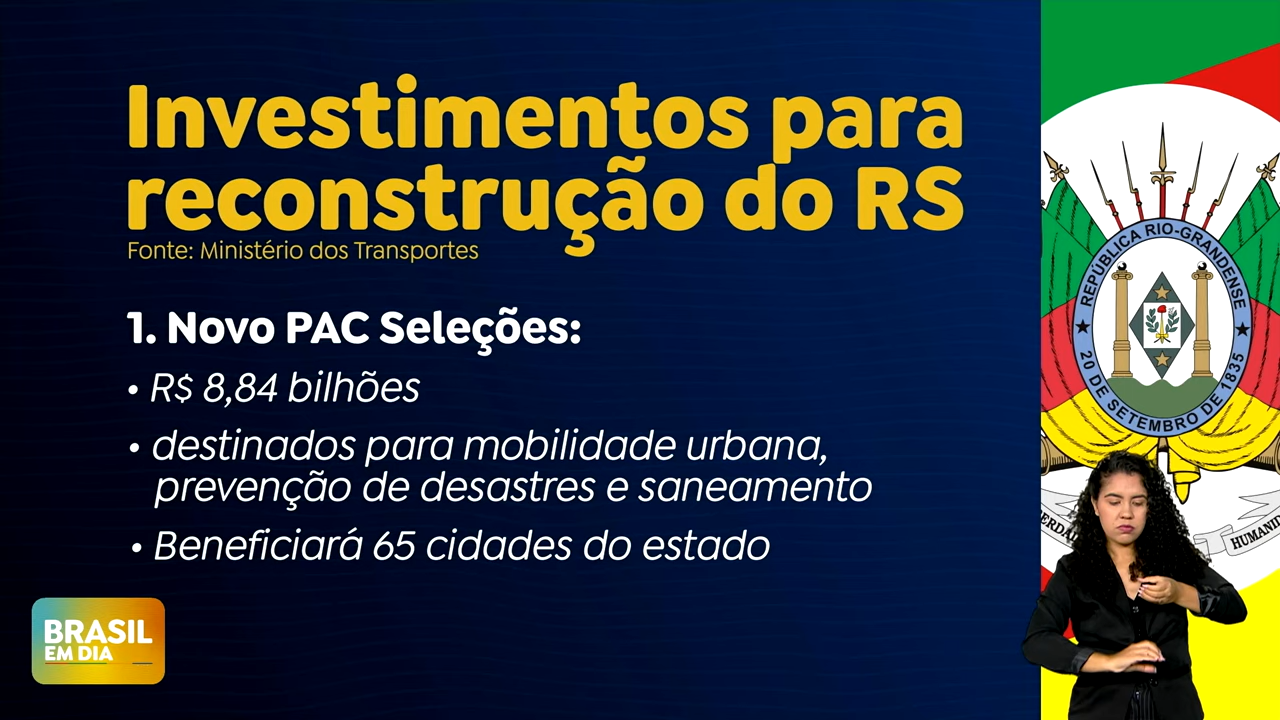 Investimentos para
reconstrução do RS
Fonte: Ministério dos Transportes
1. Novo PAC Seleções:
• R$ 8,84 bilhões
• destinados para mobilidade urbana,
prevenção de desastres e saneamento
• Beneficiará 65 cidades do estado
BRASIL
EM DIA
REPÚBLICA RIO-GRANDENSE
20 DE SETEMBRO DE 1835